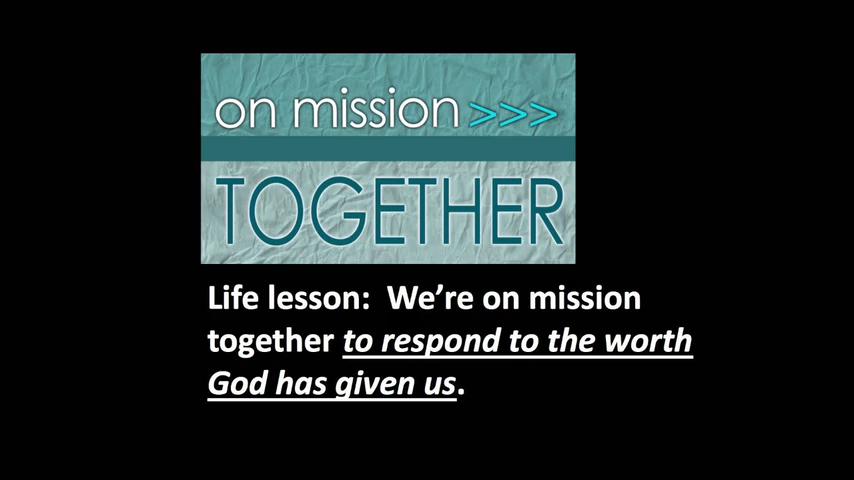 on mission >>>
TOGETHER
Life lesson:  We’re on mission
together to respond to the worth
God has given us.